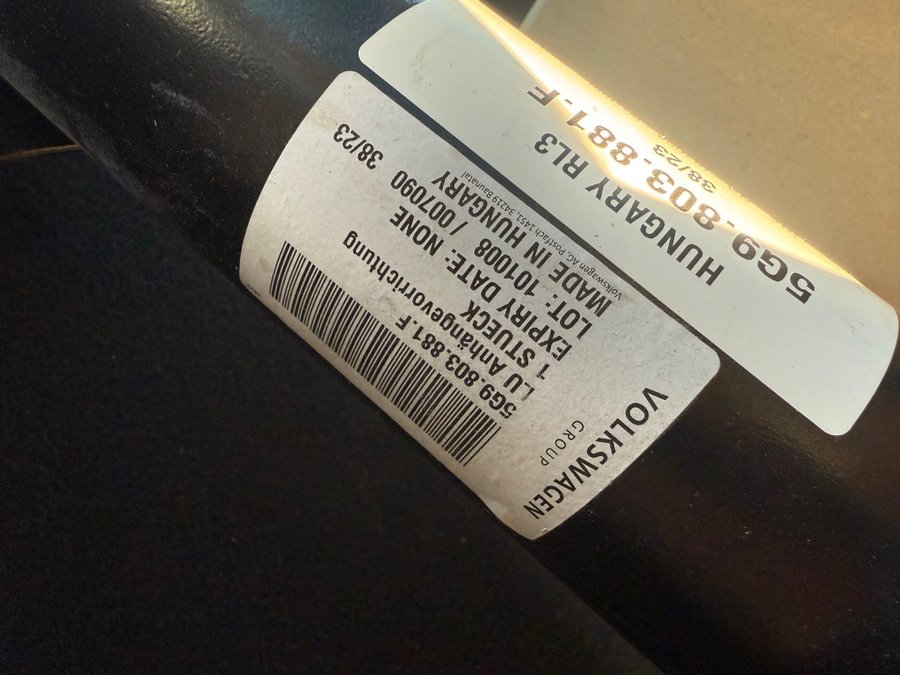 VOLKSWAGEN
GROUP
5G9.803.881.F
LU Anhängevorrichtung
1 STUECK
EXPIRY DATE: NONE
LOT: 101008 / 007090
MADE IN HUNGARY
Volkswagen AG Postfach 1451, 34219 Baunatal
38/23
5G9.803.881.F
38/23
HUNGARY RL3